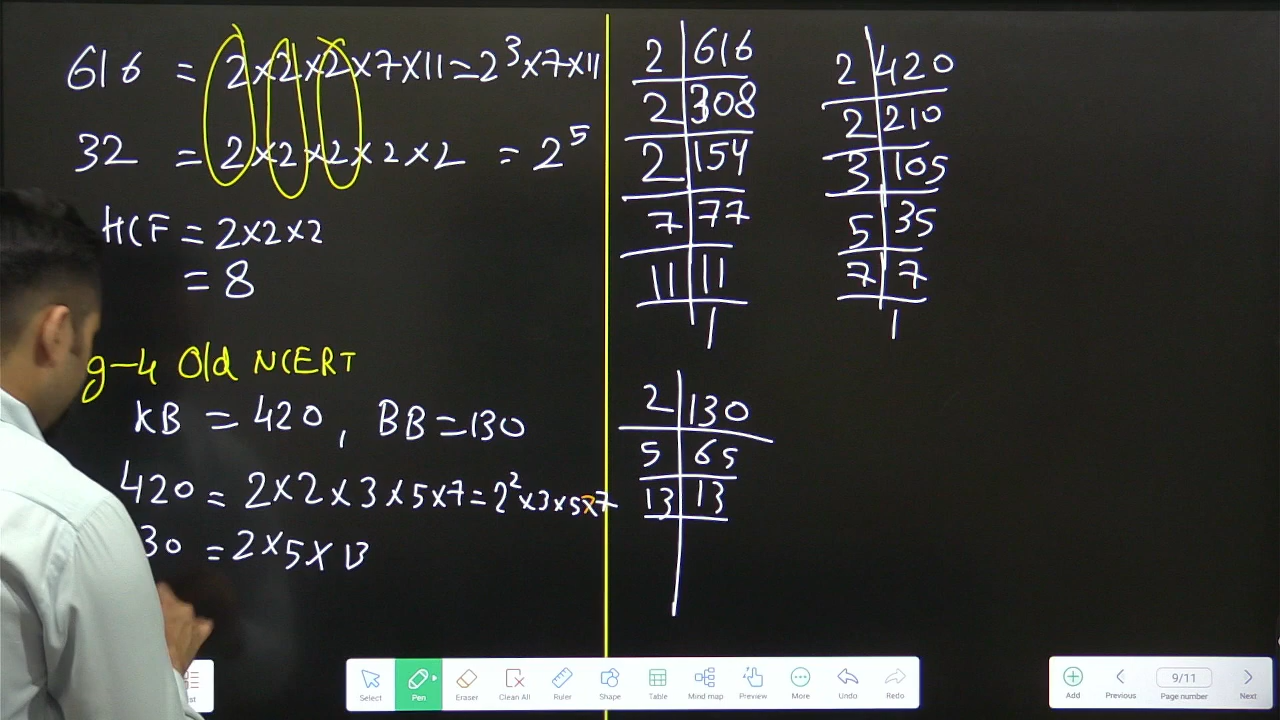 616 = 2×2×2×7×11=2³×7×11
32 = 2×2×2×2×2 = 2⁵
HCF = 2×2×2
= 8
g-4 Old NCERT
KB = 420, BB=130
420 = 2×2×3×5×7=2²×3×5×7
30 = 2×5×13
2 616
2 308
2 154
7 77
11 11
1
2 420
2 210
3 105
5 35
7 7
1
2 130
5 65
13 13
Select
Pen
Eraser
Clean All
Ruler
Shape
Table
Mind map
Preview
More
Undo
Redo
Add
Previous
9/11
Page number
Next